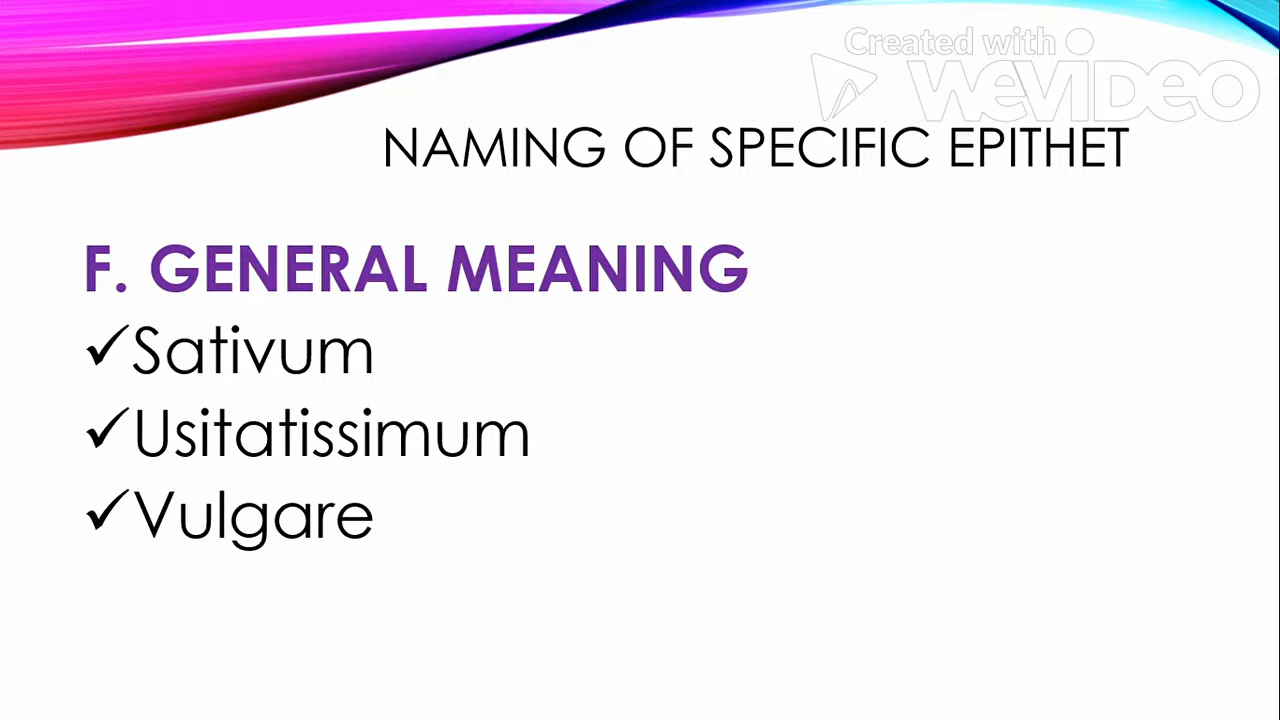 Created with
WeVideo
NAMING OF SPECIFIC EPITHET
F. GENERAL MEANING
✓Sativum
✓Usitatissimum
✓Vulgare